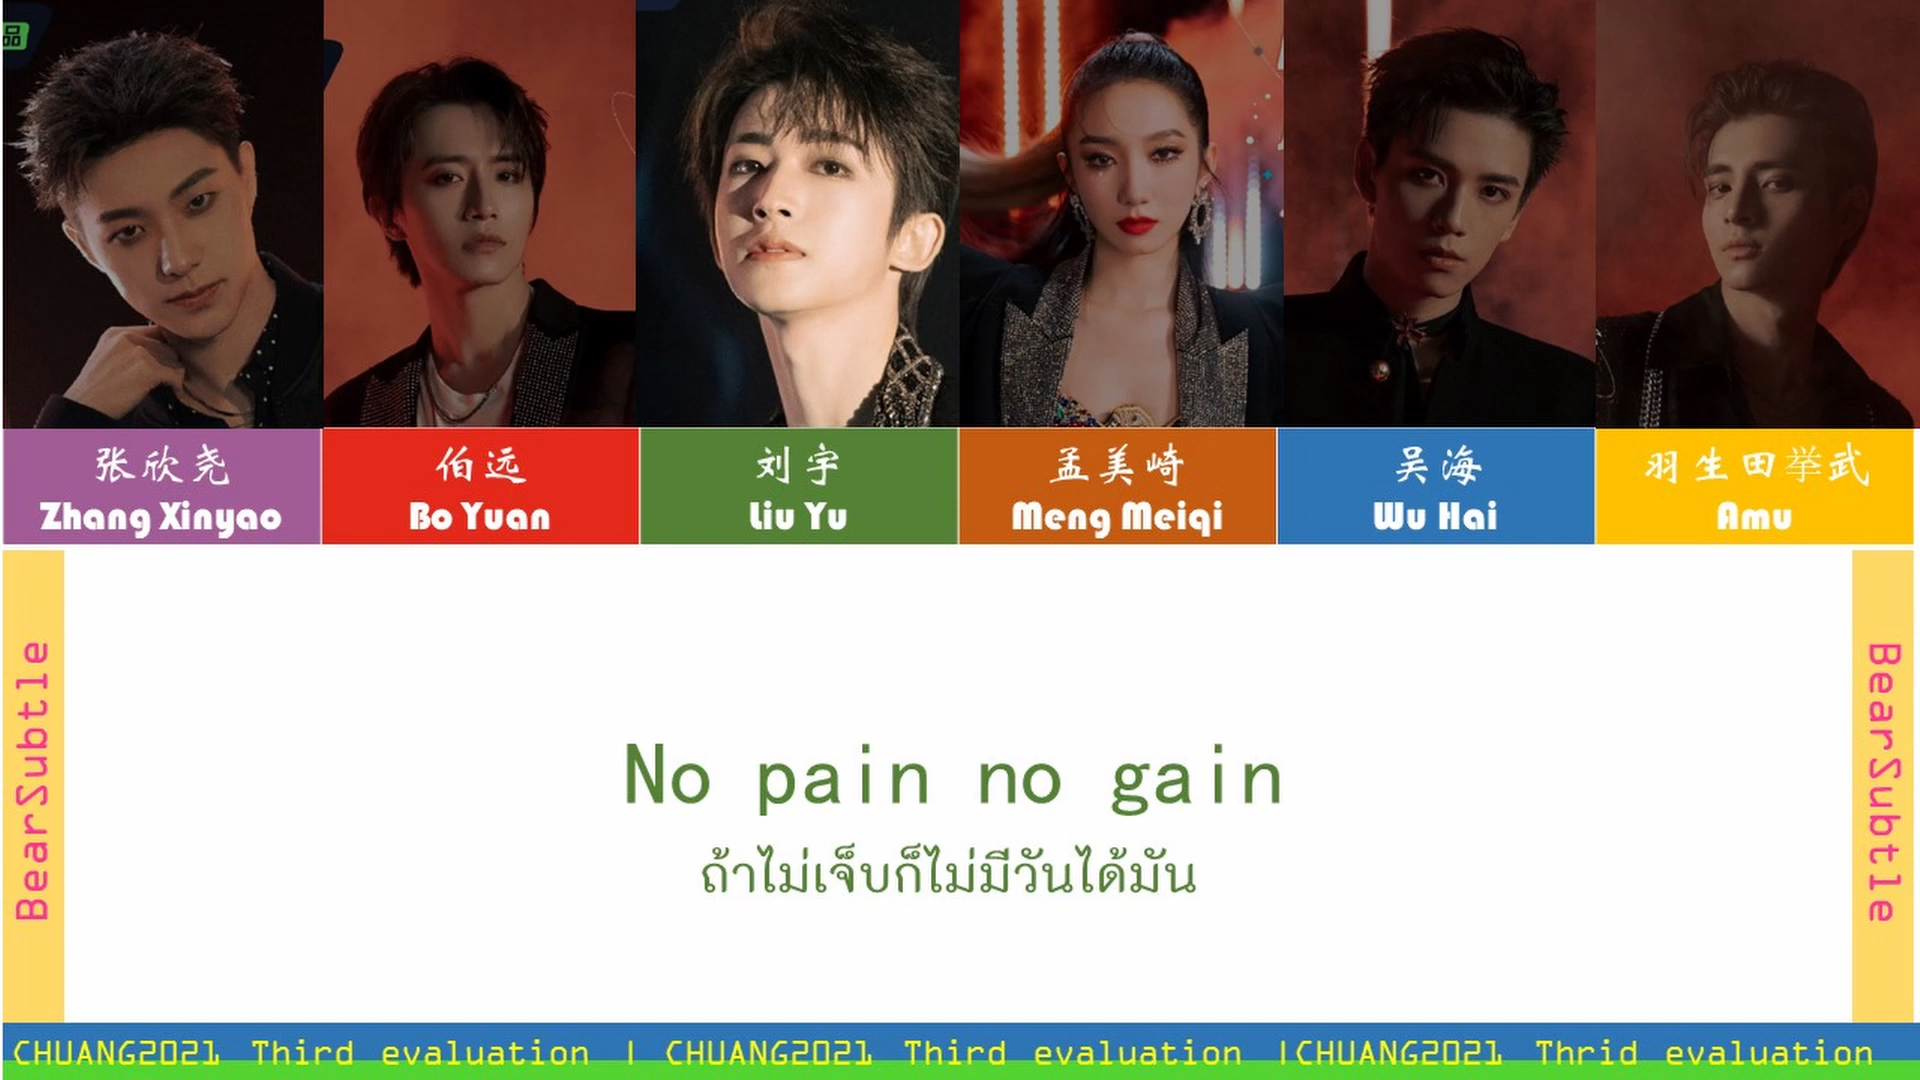 品
张欣尧
Zhang Xinyao
伯远
Bo Yuan
刘宇
Liu Yu
孟美岐
Meng Meiqi
吴海
Wu Hai
羽生田挙武
Amu
BearSubtle
No pain no gain
ถ้าไม่เจ็บก็ไม่มีวันได้มัน
BearSubtle
CHUANG2021 Third evaluation | CHUANG2021 Third evaluation |CHUANG2021 Thrid evaluation